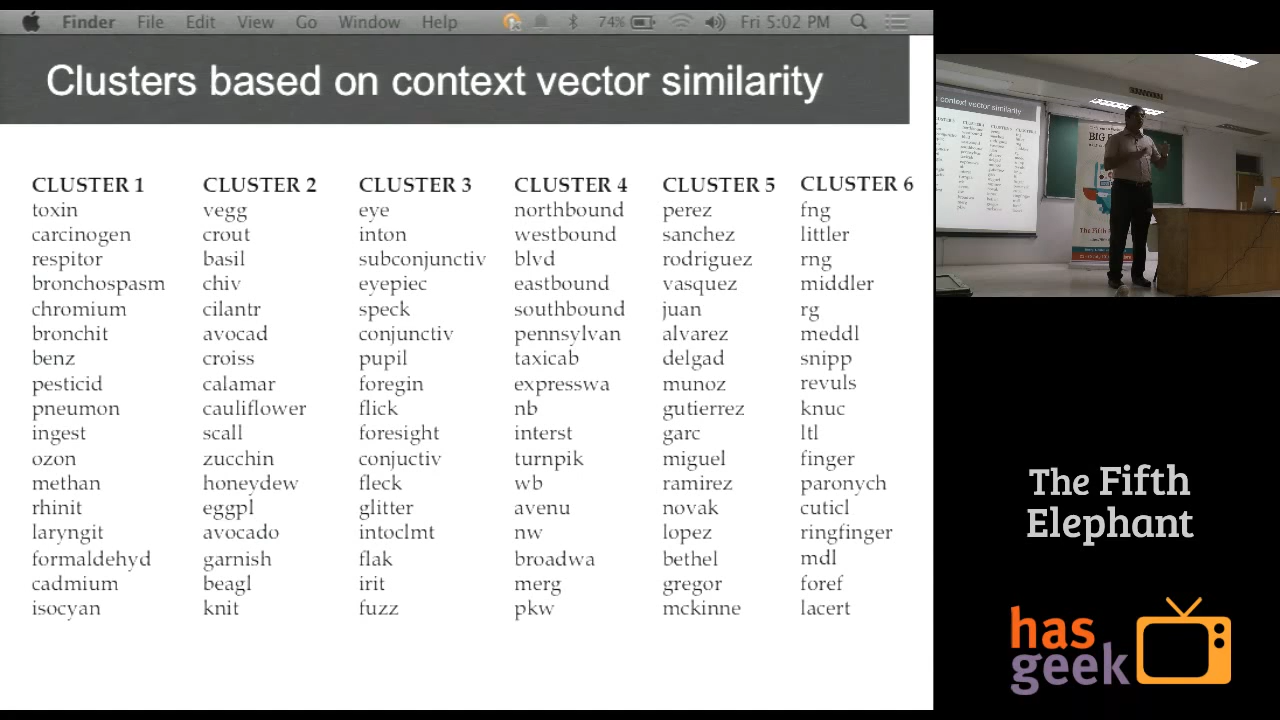 Finder File Edit View Go Window Help 74% Fri 5:02 PM
Clusters based on context vector similarity
CLUSTER 1 CLUSTER 2 CLUSTER 3 CLUSTER 4 CLUSTER 5 CLUSTER 6
toxin vegg eye northbound perez fng
carcinogen crout inton westbound sanchez littler
respitor basil subconjunctiv blvd rodriguez rng
bronchospasm chiv eyepiec eastbound vasquez middler
chromium cilantr speck southbound juan rg
bronchit avocad conjunctiv pennsylvan alvarez meddl
benz croiss pupil taxicab delgad snipp
pesticid calamar foregin expresswa munoz revuls
pneumon cauliflower flick nb gutierrez knuc
ingest scall foresight interst garc ltl
ozon zucchin conjuctiv turnpik miguel finger
methan honeydew fleck wb ramirez paronych
rhinit eggpl glitter avenu novak cuticl
laryngit avocado intoclmt nw lopez ringfinger
formaldehyd garnish flak broadwa bethel mdl
cadmium beagl irit merg gregor foref
isocyan knit fuzz pkw mckinne lacert
context vector similarity
BIG
The Fifth
The Fifth
Elephant
has
geek